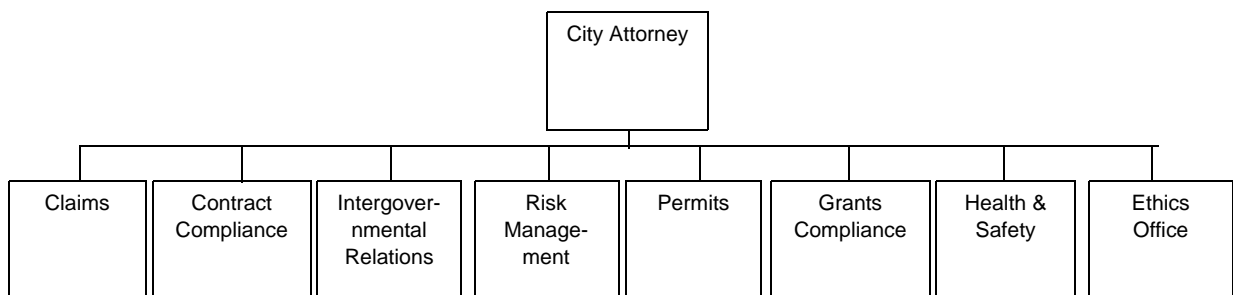 City Attorney
Claims
Contract
Compliance
Intergover-
nmental
Relations
Risk
Manage-
ment
Permits
Grants
Compliance
Health &
Safety
Ethics
Office